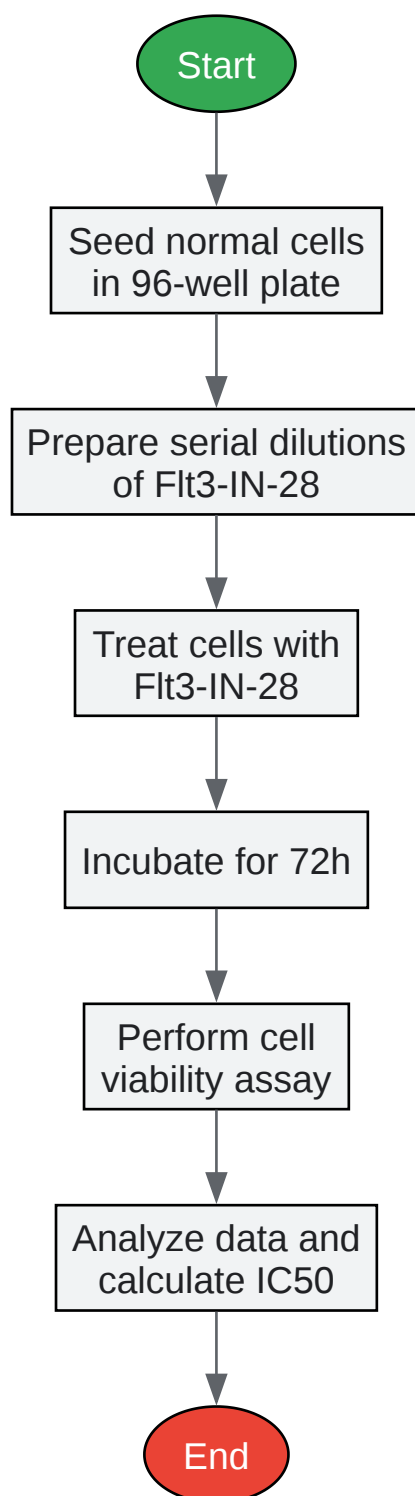 Start
Seed normal cells
in 96-well plate
Prepare serial dilutions
of Flt3-IN-28
Treat cells with
Flt3-IN-28
Incubate for 72h
Perform cell
viability assay
Analyze data and
calculate IC50
End